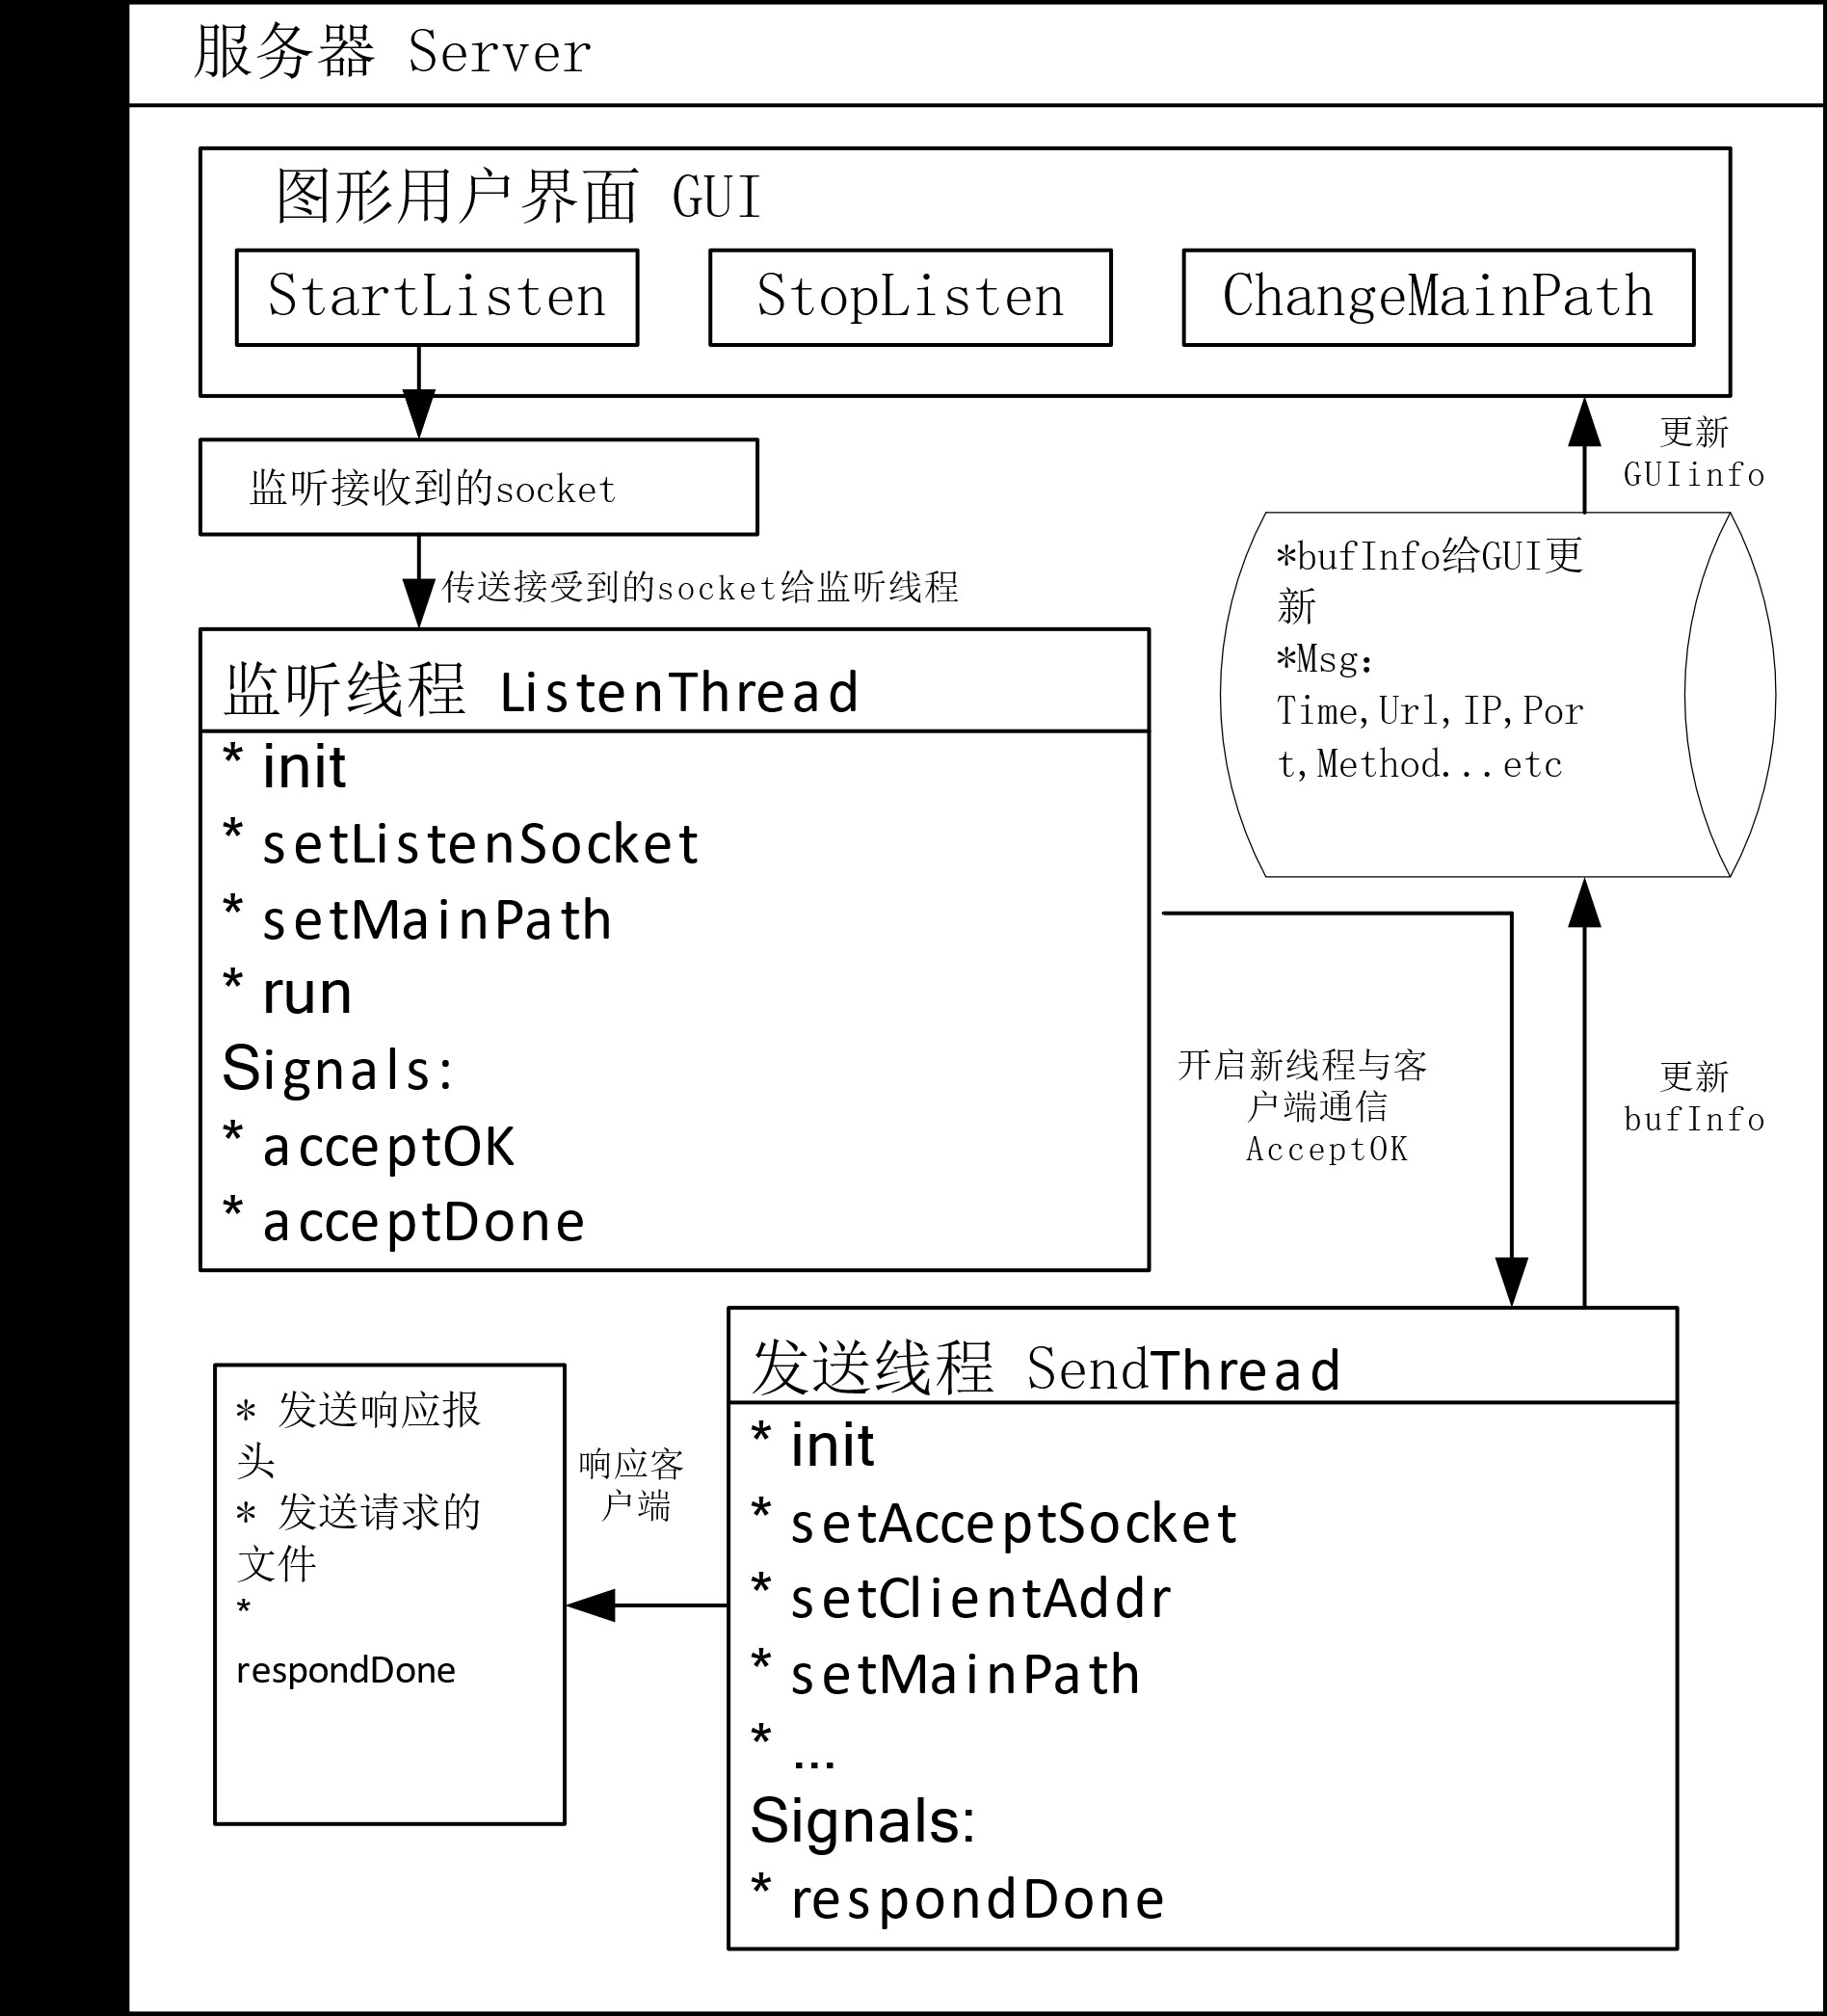 服务器 Server
图形用户界面 GUI
StartListen
StopListen
ChangeMainPath
监听接收到的socket
更新
GUIinfo
传送接受到的socket给监听线程
*bufInfo给GUI更
新
*Msg:
Time,Url,IP,Por
t,Method...etc
监听线程 ListenThread
* init
* setListenSocket
* setMainPath
* run
Signals:
* acceptOK
* acceptDone
开启新线程与客
户端通信
AcceptOK
更新
bufInfo
发送线程 SendThread
* init
* setAcceptSocket
* setClientAddr
* setMainPath
* ...
Signals:
* respondDone
响应客
户端
* 发送响应报
头
* 发送请求的
文件
*
respondDone